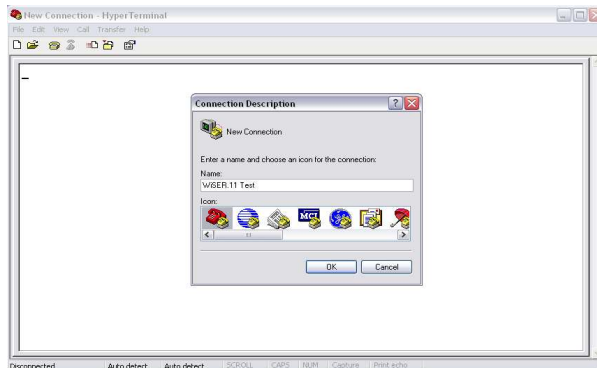 New Connection - HyperTerminal
File Edit View Call Transfer Help
Connection Description
New Connection
Enter a name and choose an icon for the connection:
Name:
WiSER.11 Test
Icon:
MCI
OK Cancel
Disconnected Auto detect Auto detect SCROLL CAPS NUM Capture Print echo